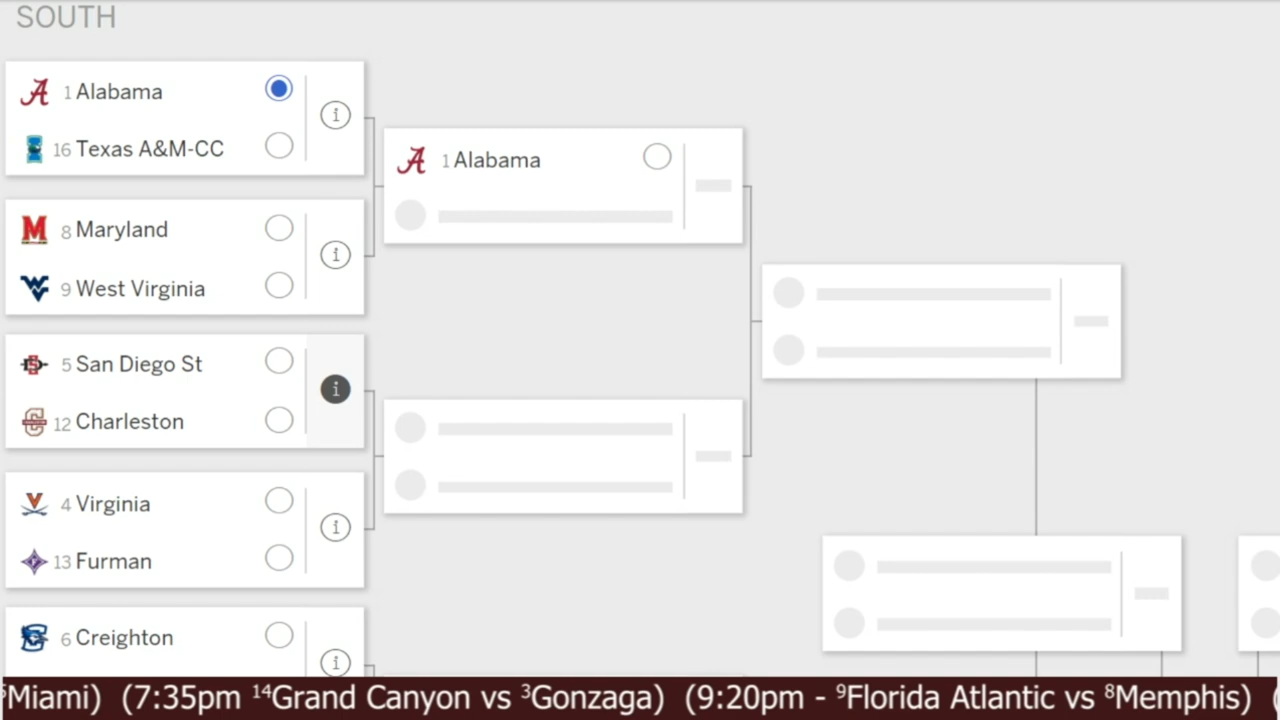 SOUTH
1 Alabama
16 Texas A&M-CC
8 Maryland
9 West Virginia
5 San Diego St
12 Charleston
4 Virginia
13 Furman
6 Creighton
1 Alabama
Miami) (7:35pm 14Grand Canyon vs 3Gonzaga) (9:20pm - 9Florida Atlantic vs 8Memphis) (